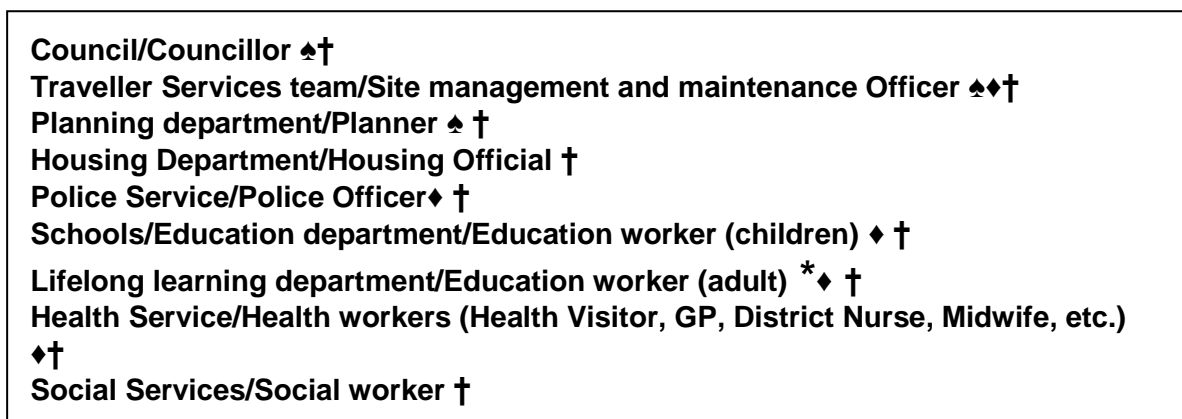 Council/Councillor ♠†
Traveller Services team/Site management and maintenance Officer ♠♦†
Planning department/Planner ♠ †
Housing Department/Housing Official †
Police Service/Police Officer♦ †
Schools/Education department/Education worker (children) ♦ †
Lifelong learning department/Education worker (adult) *♦ †
Health Service/Health workers (Health Visitor, GP, District Nurse, Midwife, etc.)
♦†
Social Services/Social worker †